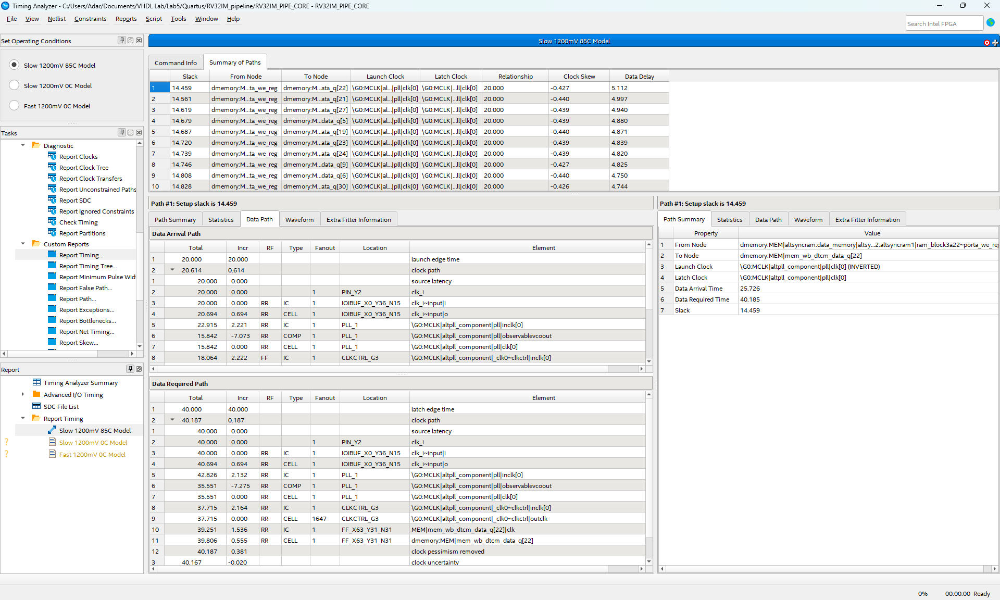 Timing Analyzer - C:/Users/Adar/Documents/VHDL Lab/Lab5/Quartus/RV32IM_pipeline/RV32IM_PIPE_CORE - RV32IM_PIPE_CORE
File View Netlist Constraints Reports Script Tools Window Help
Search Intel FPGA
Set Operating Conditions
Slow 1200mV 85C Model
Slow 1200mV 0C Model
Fast 1200mV 0C Model
Tasks
Diagnostic
Report Clocks
Report Clock Tree
Report Clock Transfers
Report Unconstrained Paths
Report SDC
Report Ignored Constraints
Check Timing
Report Partitions
Custom Reports
Report Timing...
Report Timing Tree...
Report Minimum Pulse Wid
Report False Path...
Report Path...
Report Exceptions...
Report Bottlenecks...
Report Net Timing...
Report Skew...
Report
Timing Analyzer Summary
Advanced I/O Timing
SDC File List
Report Timing
Slow 1200mV 85C Model
? Slow 1200mV 0C Model
? Fast 1200mV 0C Model
Slow 1200mV 85C Model
Command Info Summary of Paths
Slack From Node To Node Launch Clock Latch Clock Relationship Clock Skew Data Delay
1 14.459 dmemory:M...ta_we_reg dmemory:M...ata_q[22] \G0:MCLK|al...|pll|clk[0] \G0:MCLK|...ll|clk[0] 20.000 -0.427 5.112
2 14.561 dmemory:M...ta_we_reg dmemory:M...ata_q[21] \G0:MCLK|al...|pll|clk[0] \G0:MCLK|...ll|clk[0] 20.000 -0.440 4.997
3 14.619 dmemory:M...ta_we_reg dmemory:M...ata_q[27] \G0:MCLK|al...|pll|clk[0] \G0:MCLK|...ll|clk[0] 20.000 -0.439 4.940
4 14.679 dmemory:M...ta_we_reg dmemory:M...data_q[5] \G0:MCLK|al...|pll|clk[0] \G0:MCLK|...ll|clk[0] 20.000 -0.439 4.880
5 14.687 dmemory:M...ta_we_reg dmemory:M...ata_q[19] \G0:MCLK|al...|pll|clk[0] \G0:MCLK|...ll|clk[0] 20.000 -0.440 4.871
6 14.720 dmemory:M...ta_we_reg dmemory:M...ata_q[23] \G0:MCLK|al...|pll|clk[0] \G0:MCLK|...ll|clk[0] 20.000 -0.439 4.839
7 14.739 dmemory:M...ta_we_reg dmemory:M...ata_q[24] \G0:MCLK|al...|pll|clk[0] \G0:MCLK|...ll|clk[0] 20.000 -0.439 4.820
8 14.746 dmemory:M...ta_we_reg dmemory:M...data_q[9] \G0:MCLK|al...|pll|clk[0] \G0:MCLK|...ll|clk[0] 20.000 -0.427 4.825
9 14.808 dmemory:M...ta_we_reg dmemory:M...data_q[6] \G0:MCLK|al...|pll|clk[0] \G0:MCLK|...ll|clk[0] 20.000 -0.440 4.750
10 14.828 dmemory:M...ta_we_reg dmemory:M...ata_q[30] \G0:MCLK|al...|pll|clk[0] \G0:MCLK|...ll|clk[0] 20.000 -0.426 4.744
Path #1: Setup slack is 14.459
Path Summary Statistics Data Path Waveform Extra Fitter Information
Data Arrival Path
Total Incr RF Type Fanout Location Element
1 20.000 20.000 launch edge time
2 20.614 0.614 clock path
1 20.000 0.000 source latency
2 20.000 0.000 1 PIN_Y2 clk_i
3 20.000 0.000 RR IC 1 IOIBUF_X0_Y36_N15 clk_i~input|i
4 20.694 0.694 RR CELL 1 IOIBUF_X0_Y36_N15 clk_i~input|o
5 22.915 2.221 RR IC 1 PLL_1 \G0:MCLK|altpll_component|pll|inclk[0]
6 15.842 -7.073 RR COMP 1 PLL_1 \G0:MCLK|altpll_component|pll|observablevcoout
7 15.842 0.000 RR CELL 1 PLL_1 \G0:MCLK|altpll_component|pll|clk[0]
8 18.064 2.222 FF IC 1 CLKCTRL_G3 \G0:MCLK|altpll_component|_clk0~clkctrl|inclk[0]
Data Required Path
Total Incr RF Type Fanout Location Element
1 40.000 40.000 latch edge time
2 40.187 0.187 clock path
1 40.000 0.000 source latency
2 40.000 0.000 1 PIN_Y2 clk_i
3 40.000 0.000 RR IC 1 IOIBUF_X0_Y36_N15 clk_i~input|i
4 40.694 0.694 RR CELL 1 IOIBUF_X0_Y36_N15 clk_i~input|o
5 42.826 2.132 RR IC 1 PLL_1 \G0:MCLK|altpll_component|pll|inclk[0]
6 35.551 -7.275 RR COMP 1 PLL_1 \G0:MCLK|altpll_component|pll|observablevcoout
7 35.551 0.000 RR CELL 1 PLL_1 \G0:MCLK|altpll_component|pll|clk[0]
8 37.715 2.164 RR IC 1 CLKCTRL_G3 \G0:MCLK|altpll_component|_clk0~clkctrl|inclk[0]
9 37.715 0.000 RR CELL 1647 CLKCTRL_G3 \G0:MCLK|altpll_component|_clk0~clkctrl|outclk
10 39.251 1.536 RR IC 1 FF_X63_Y31_N31 MEM|mem_wb_dtcm_data_q[22]|clk
11 39.806 0.555 RR CELL 1 FF_X63_Y31_N31 dmemory:MEM|mem_wb_dtcm_data_q[22]
12 40.187 0.381 clock pessimism removed
3 40.167 -0.020 clock uncertainty
Path #1: Setup slack is 14.459
Path Summary Statistics Data Path Waveform Extra Fitter Information
Property Value
1 From Node dmemory:MEM|altsyncram:data_memory|altsy...2:altsyncram1|ram_block3a22~porta_we_re
2 To Node dmemory:MEM|mem_wb_dtcm_data_q[22]
3 Launch Clock \G0:MCLK|altpll_component|pll|clk[0] (INVERTED)
4 Latch Clock \G0:MCLK|altpll_component|pll|clk[0]
5 Data Arrival Time 25.726
6 Data Required Time 40.185
7 Slack 14.459
0% 00:00:00 Ready